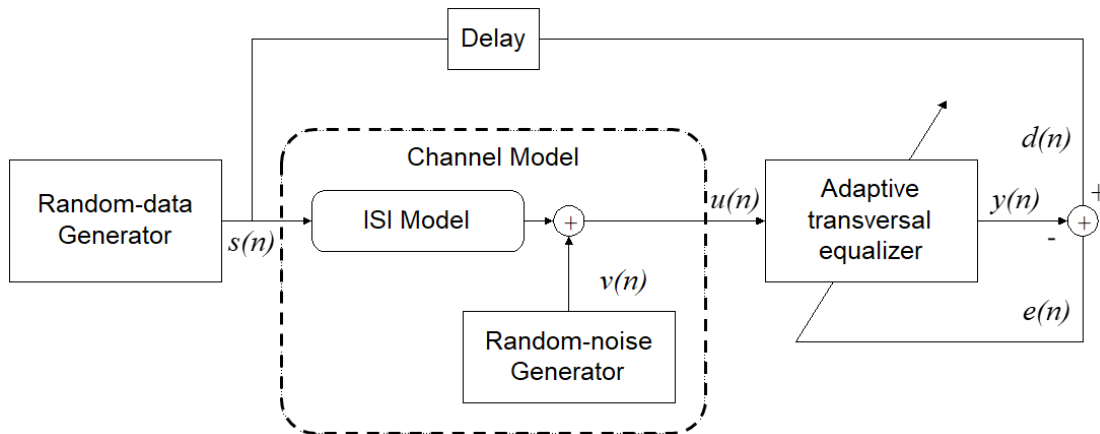 Delay
Channel Model
d(n)
Random-data
Generator
s(n)
ISI Model
+
u(n)
Adaptive
transversal
equalizer
y(n)
+
+
-
v(n)
Random-noise
Generator
e(n)